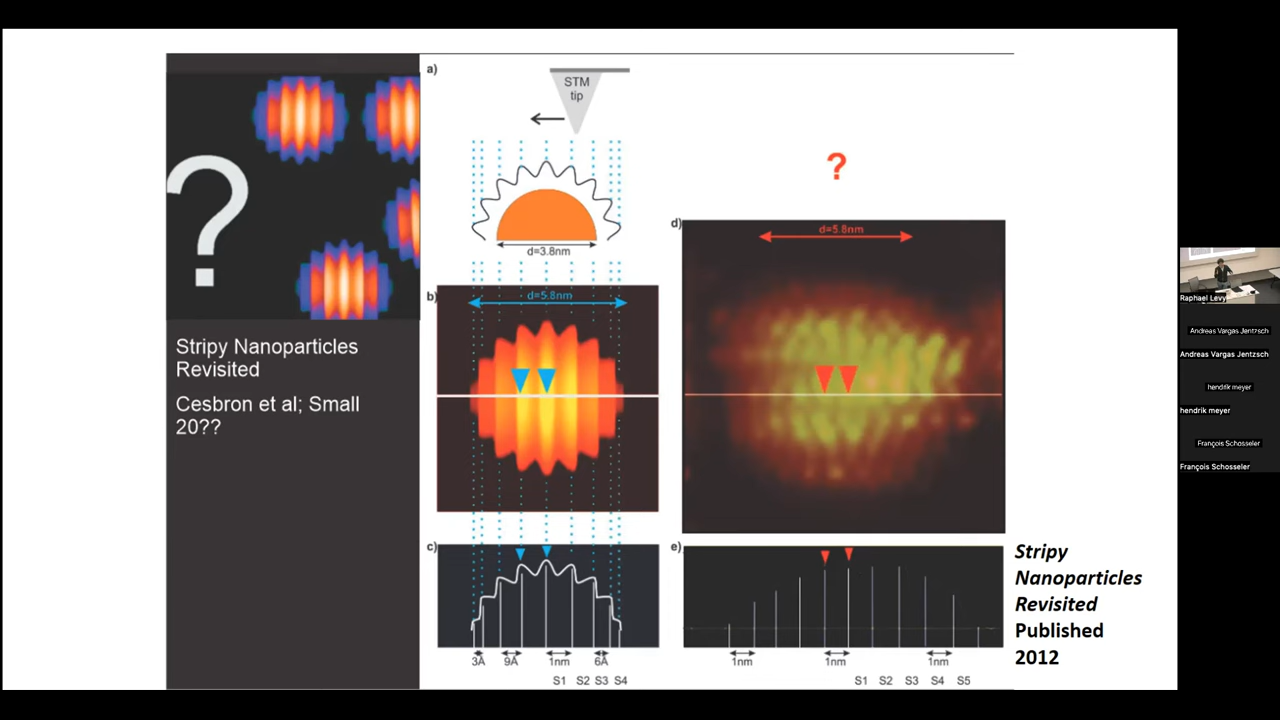 ?
Stripy Nanoparticles
Revisited
Cesbron et al; Small
20??
a)
STM
tip
d=3.8nm
b)
d=5.8nm
c)
3Å
9Å
1nm
6Å
S1
S2
S3
S4
?
d)
d=5.8nm
e)
1nm
1nm
1nm
S1
S2
S3
S4
S5
Stripy
Nanoparticles
Revisited
Published
2012
Raphael Levy
Andreas Vargas Jentzsch
Andreas Vargas Jentzsch
hendrik meyer
hendrik meyer
François Schosseler
François Schosseler